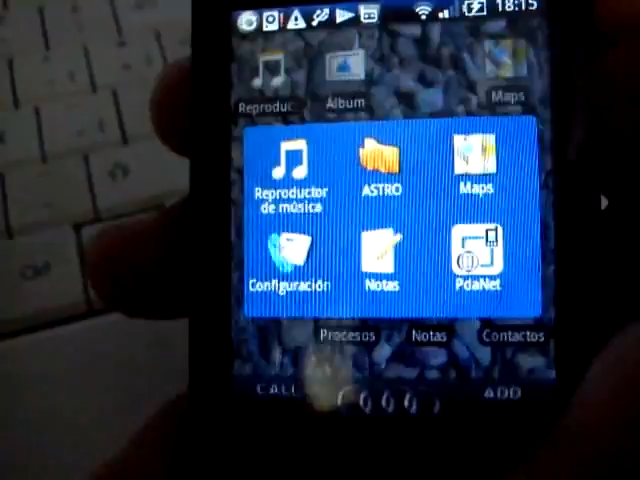 18:15
Reproduc
Álbum
Maps
Reproductor
de música
ASTRO
Maps
Configuración
Notas
PdaNet
Procesos
Notas
Contactos
CALL
ADD